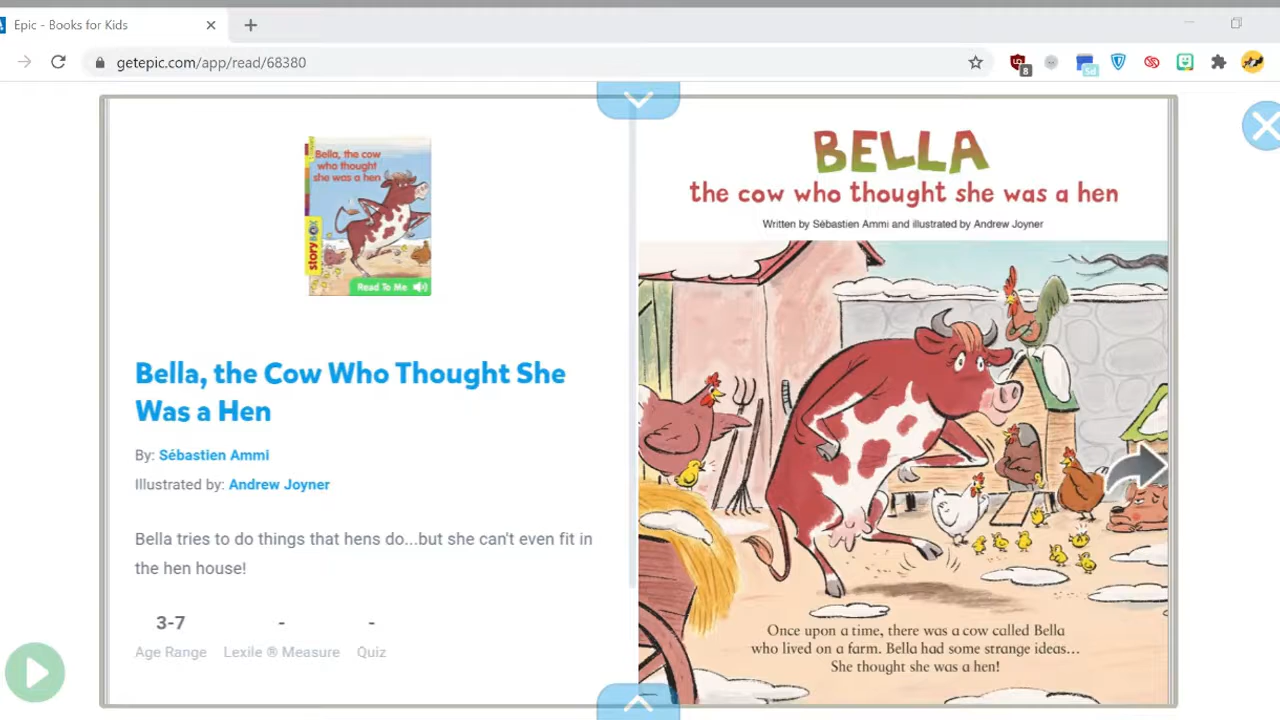 Epic - Books for Kids
getepic.com/app/read/68380
8
Sd
Bella, the cow
who thought
she was a hen
storyBOX
Read To Me
Bella, the Cow Who Thought She
Was a Hen
By: Sébastien Ammi
Illustrated by: Andrew Joyner
Bella tries to do things that hens do...but she can't even fit in
the hen house!
3-7 - -
Age Range Lexile ® Measure Quiz
BELLA
the cow who thought she was a hen
Written by Sébastien Ammi and illustrated by Andrew Joyner
Once upon a time, there was a cow called Bella
who lived on a farm. Bella had some strange ideas...
She thought she was a hen!